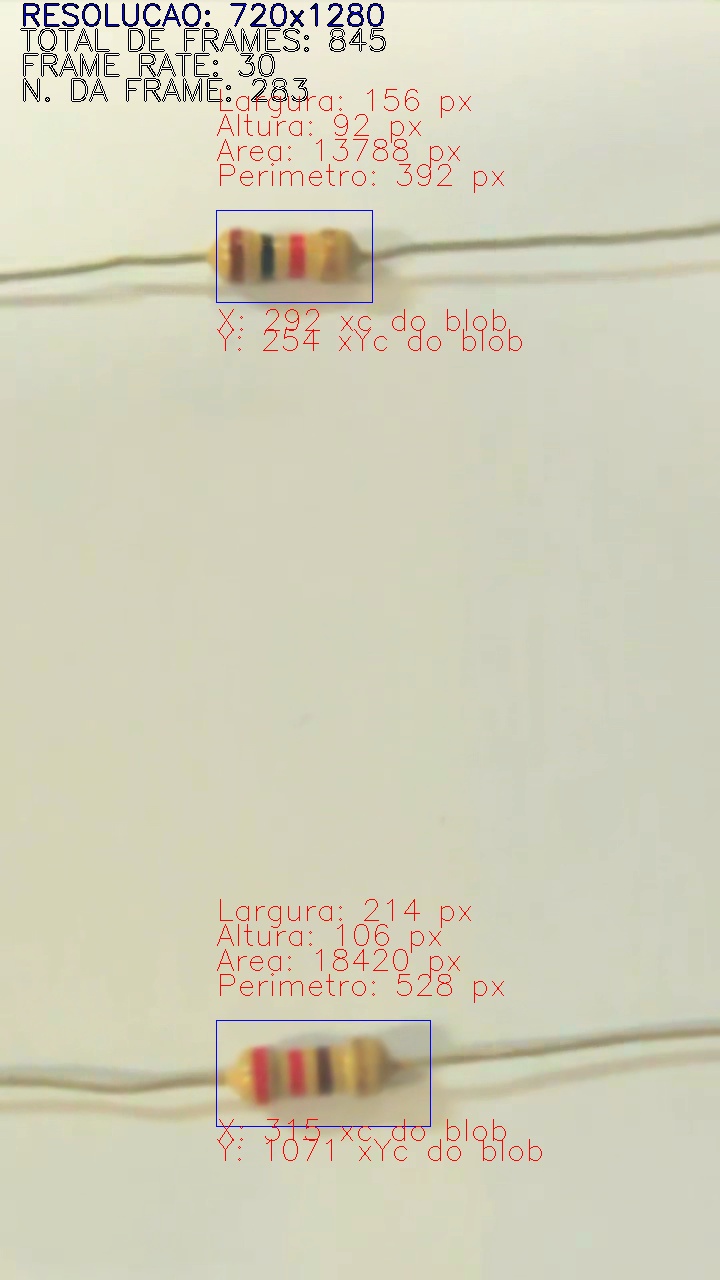 RESOLUCAO: 720x1280
TOTAL DE FRAMES: 845
FRAME RATE: 30
N. DA FRAME: 283
Largura: 156 px
Altura: 92 px
Area: 13788 px
Perimetro: 392 px
X: 292 xc do blob
Y: 254 xYc do blob
Largura: 214 px
Altura: 106 px
Area: 18420 px
Perimetro: 528 px
X: 315 xc do blob
Y: 1071 xYc do blob